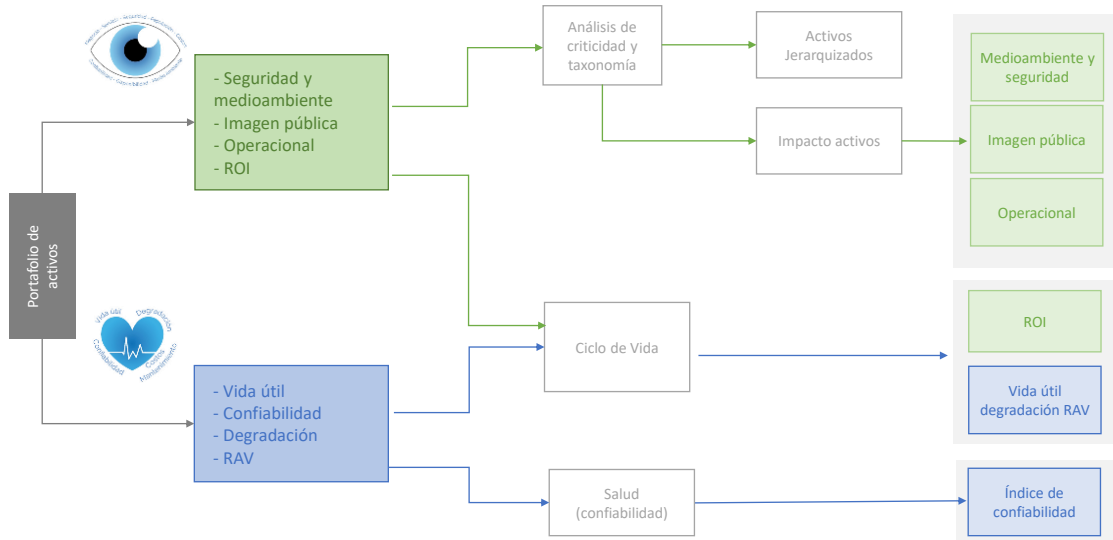 Portafolio de
activos
- Seguridad y
medioambiente
- Imagen pública
- Operacional
- ROI
Análisis de
criticidad y
taxonomía
Activos
Jerarquizados
Impacto activos
Medioambiente y
seguridad
Imagen pública
Operacional
Vida útil
Degradación
Confiabilidad
Costos
Mantenimiento
- Vida útil
- Confiabilidad
- Degradación
- RAV
Ciclo de Vida
ROI
Vida útil
degradación RAV
Salud
(confiabilidad)
Índice de
confiabilidad